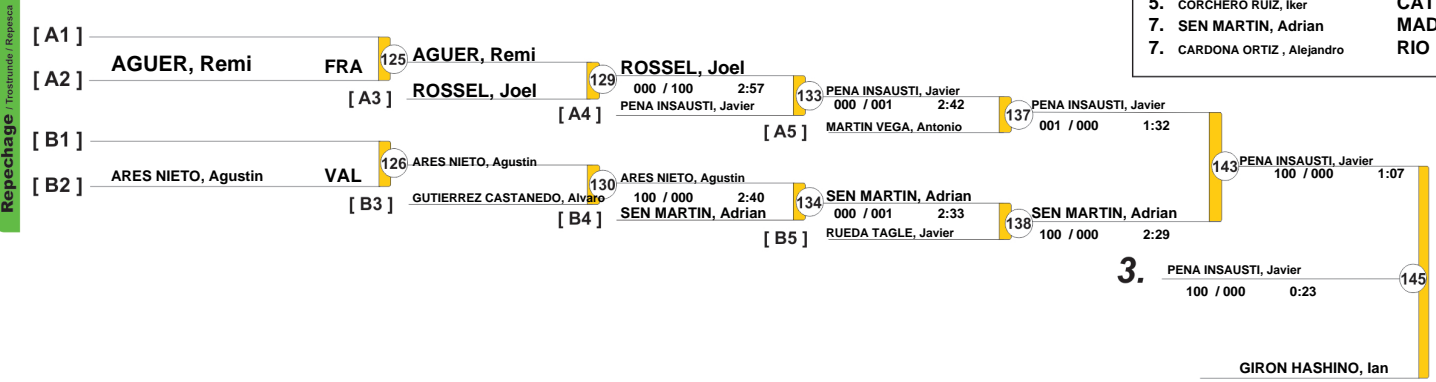 Repechage / Trostrunde / Repesca
5. CORCHERO RUIZ, Iker CAT
7. SEN MARTIN, Adrian MAD
7. CARDONA ORTIZ , Alejandro RIO
[ A1 ]
AGUER, Remi FRA
[ A2 ]
125
[ A3 ]
AGUER, Remi
ROSSEL, Joel
129
[ A4 ]
ROSSEL, Joel
000 / 100 2:57
PENA INSAUSTI, Javier
133
[ A5 ]
PENA INSAUSTI, Javier
000 / 001 2:42
MARTIN VEGA, Antonio
137
PENA INSAUSTI, Javier
001 / 000 1:32
[ B1 ]
ARES NIETO, Agustin VAL
[ B2 ]
126
[ B3 ]
ARES NIETO, Agustin
GUTIERREZ CASTANEDO, Alvaro
130
[ B4 ]
ARES NIETO, Agustin
100 / 000 2:40
SEN MARTIN, Adrian
134
[ B5 ]
SEN MARTIN, Adrian
000 / 001 2:33
RUEDA TAGLE, Javier
138
SEN MARTIN, Adrian
100 / 000 2:29
143
PENA INSAUSTI, Javier
100 / 000 1:07
3. PENA INSAUSTI, Javier
100 / 000 0:23
145
GIRON HASHINO, Ian